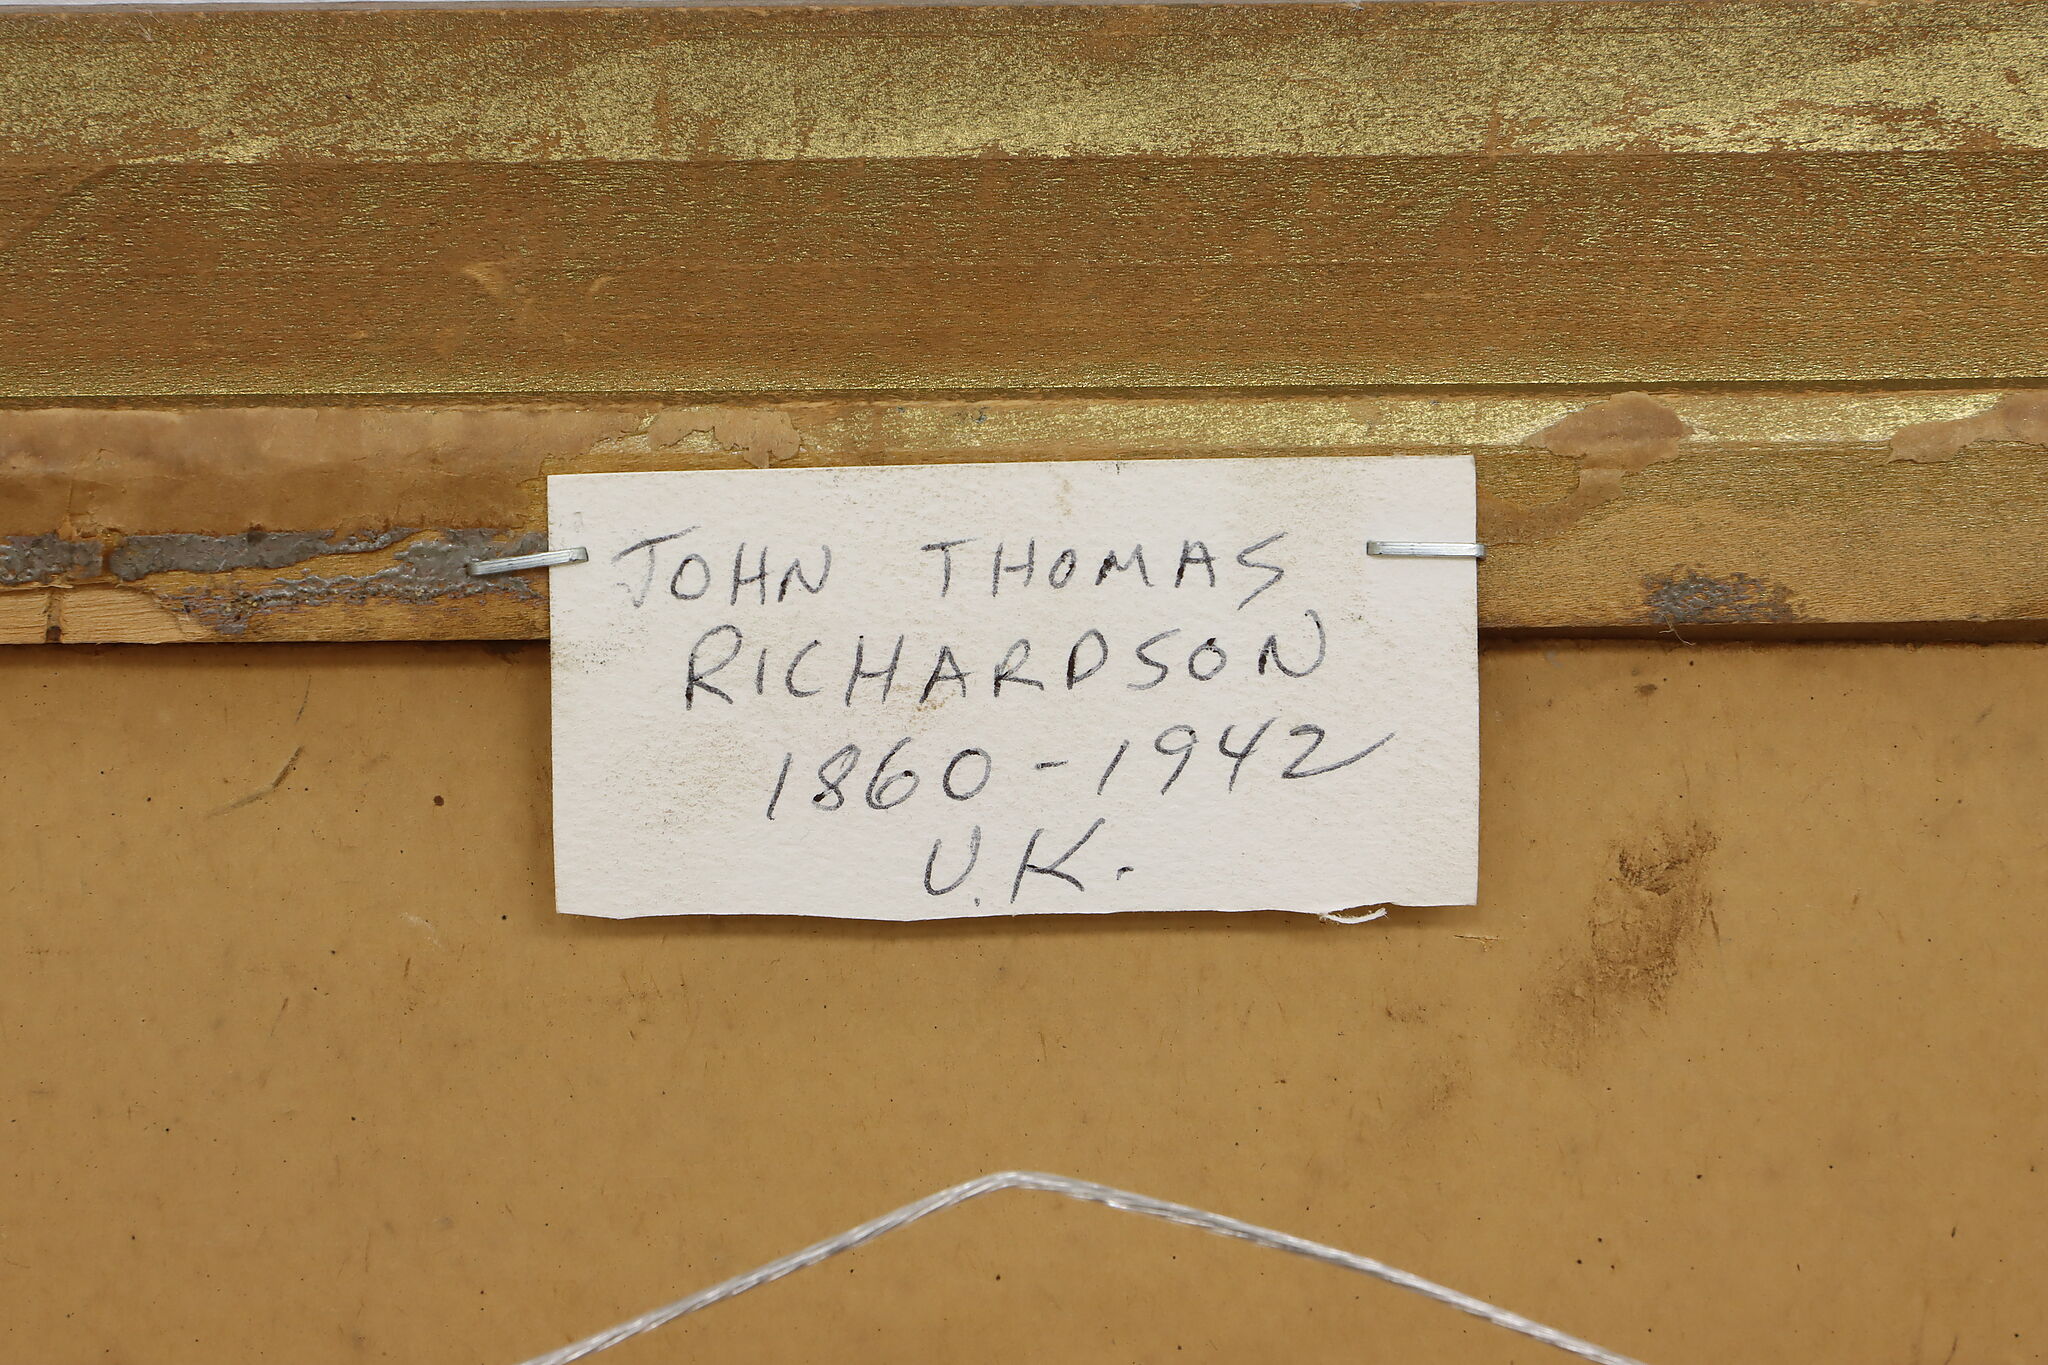 JOHN THOMAS
RICHARDSON
1860-1942
U.K.